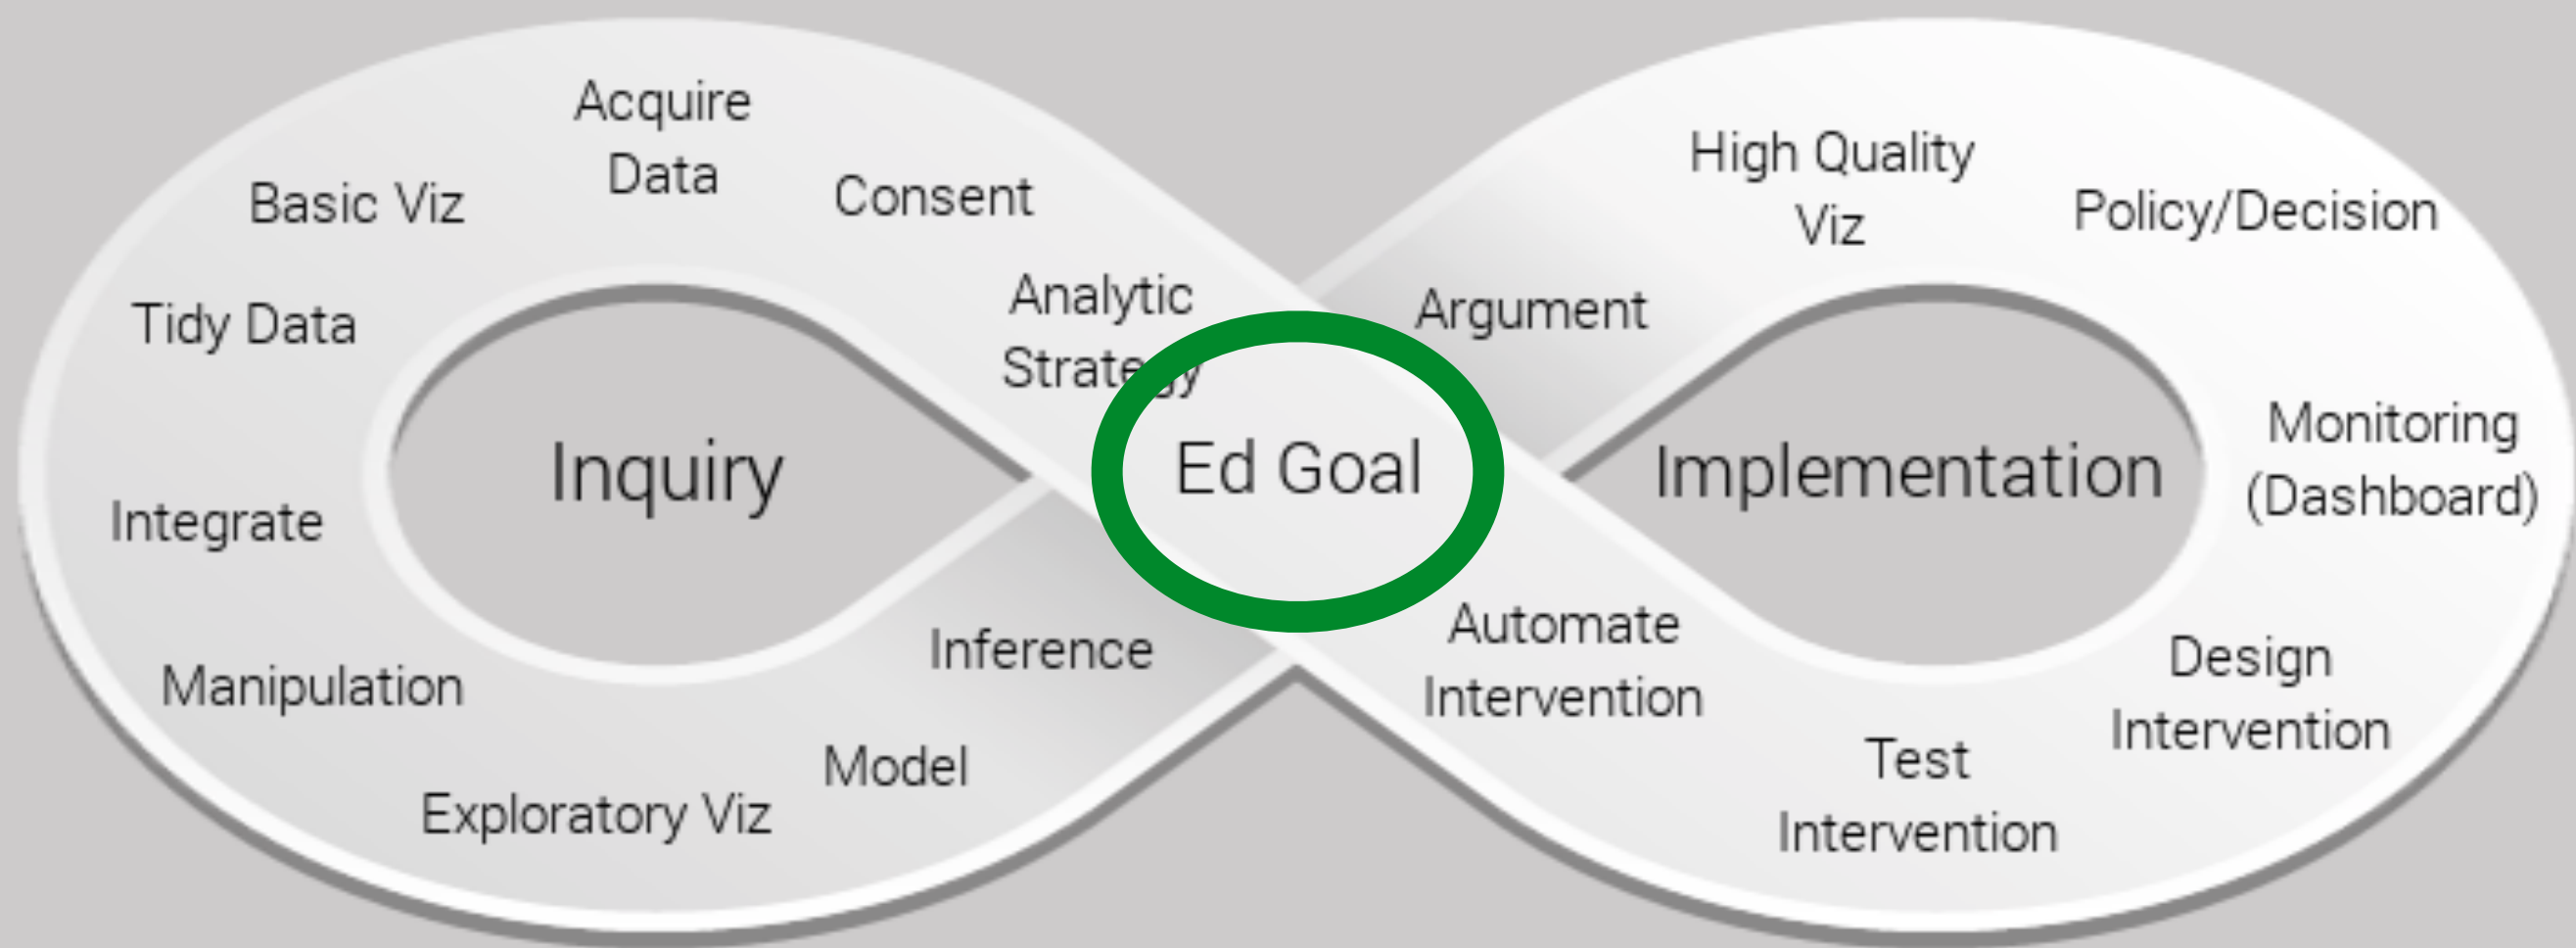 Acquire
Data
Basic Viz
Consent
Tidy Data
Analytic
Strategy
Inquiry
Integrate
Manipulation
Inference
Model
Exploratory Viz
Ed Goal
High Quality
Viz
Policy/Decision
Argument
Implementation
Monitoring
(Dashboard)
Automate
Intervention
Design
Intervention
Test
Intervention